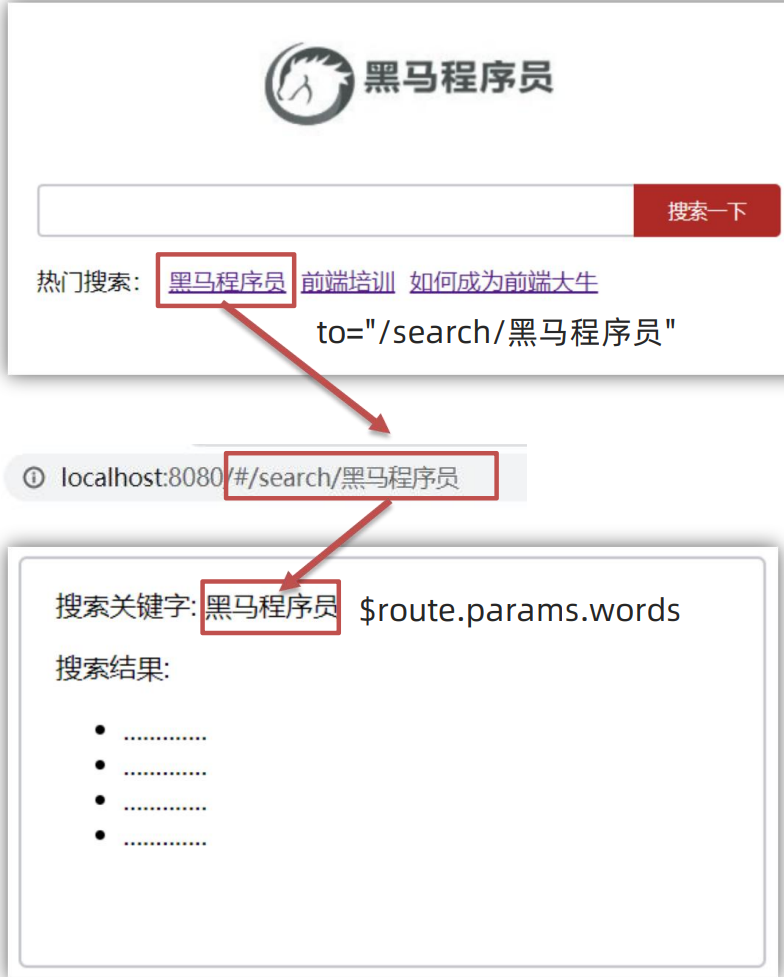 黑马程序员
搜索一下
热门搜索： 黑马程序员 前端培训 如何成为前端大牛
to="/search/黑马程序员"
localhost:8080/#/search/黑马程序员
搜索关键字: 黑马程序员 $route.params.words
搜索结果:
.............
.............
.............
.............